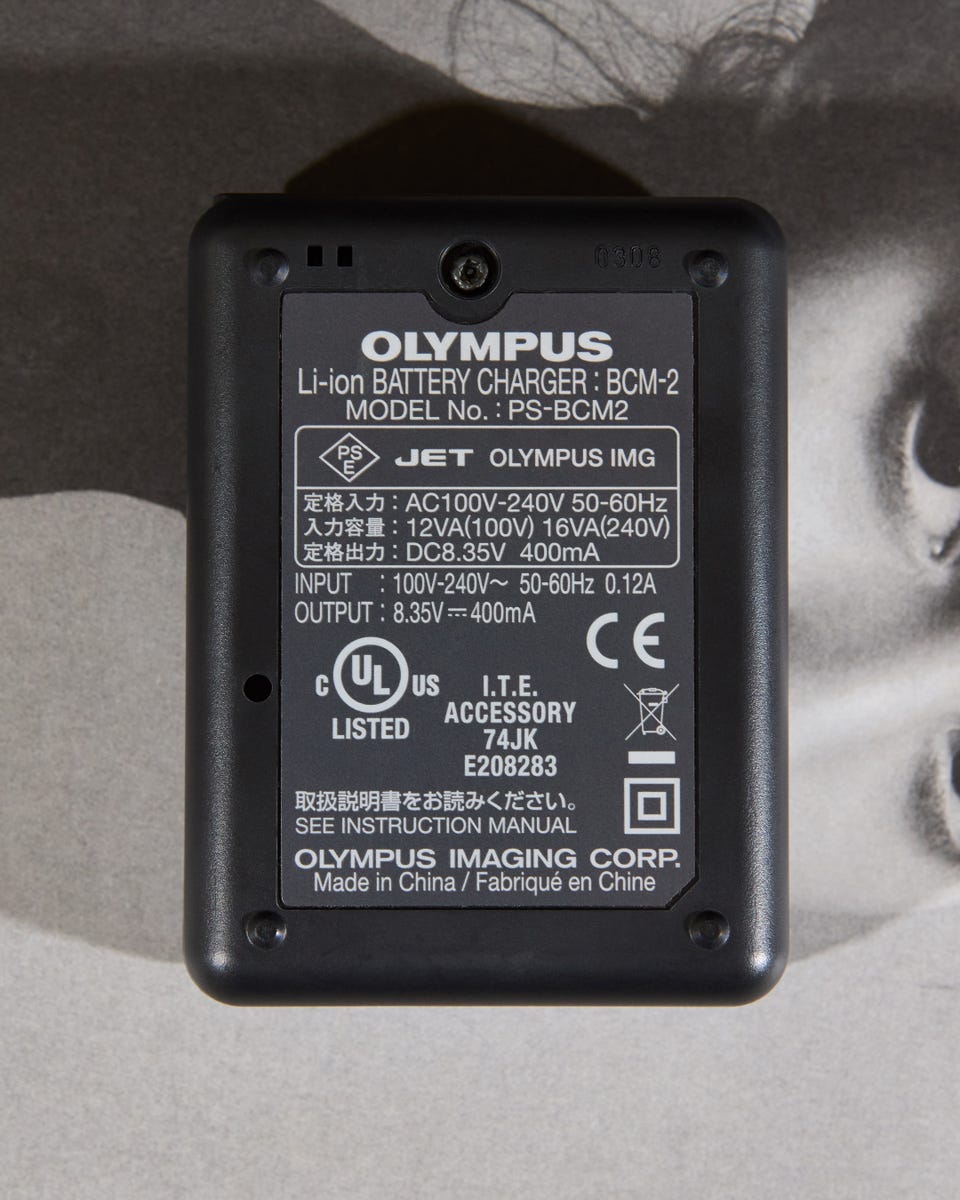 0308
OLYMPUS
Li-ion BATTERY CHARGER : BCM-2
MODEL No. : PS-BCM2
PS
E
JET OLYMPUS IMG
定格入力 : AC100V-240V 50-60Hz
入力容量 : 12VA(100V) 16VA(240V)
定格出力 : DC8.35V 400mA
INPUT : 100V-240V～ 50-60Hz 0.12A
OUTPUT : 8.35V⎓400mA
CE
C UL US
LISTED
I.T.E.
ACCESSORY
74JK
E208283
取扱説明書をお読みください。
SEE INSTRUCTION MANUAL
OLYMPUS IMAGING CORP.
Made in China / Fabriqué en Chine